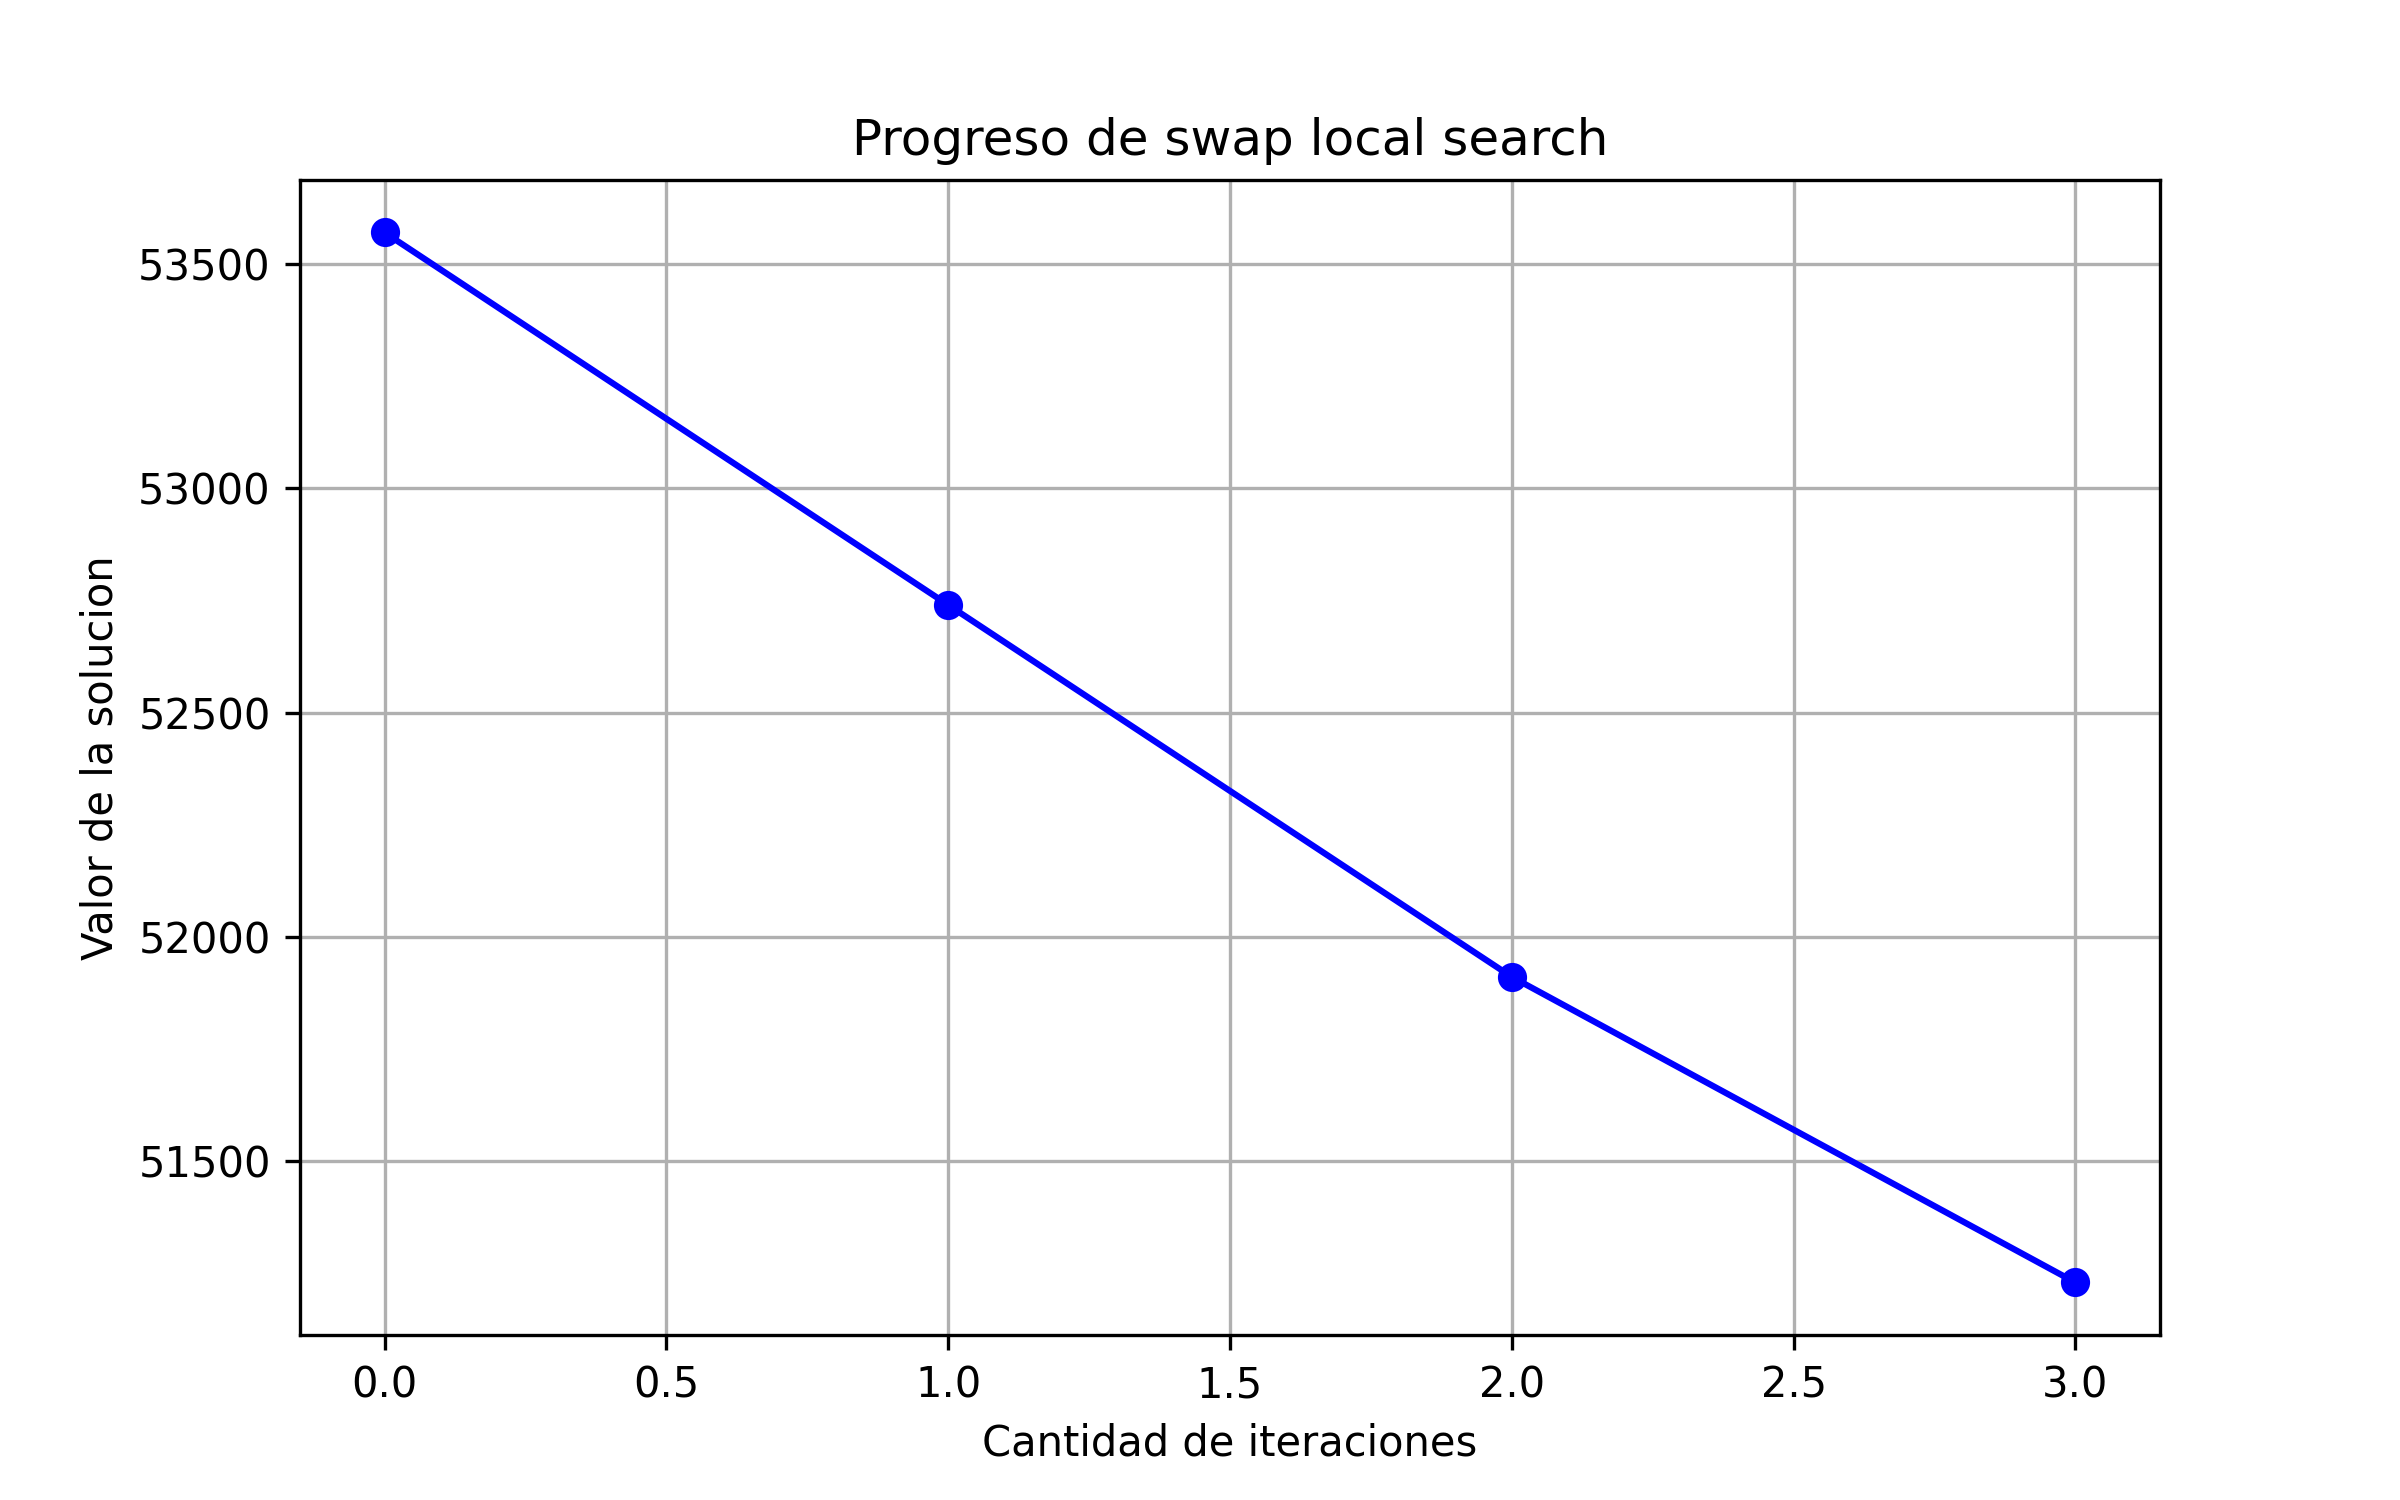 Progreso de swap local search
Valor de la solucion
53500
53000
52500
52000
51500
0.0 0.5 1.0 1.5 2.0 2.5 3.0
Cantidad de iteraciones